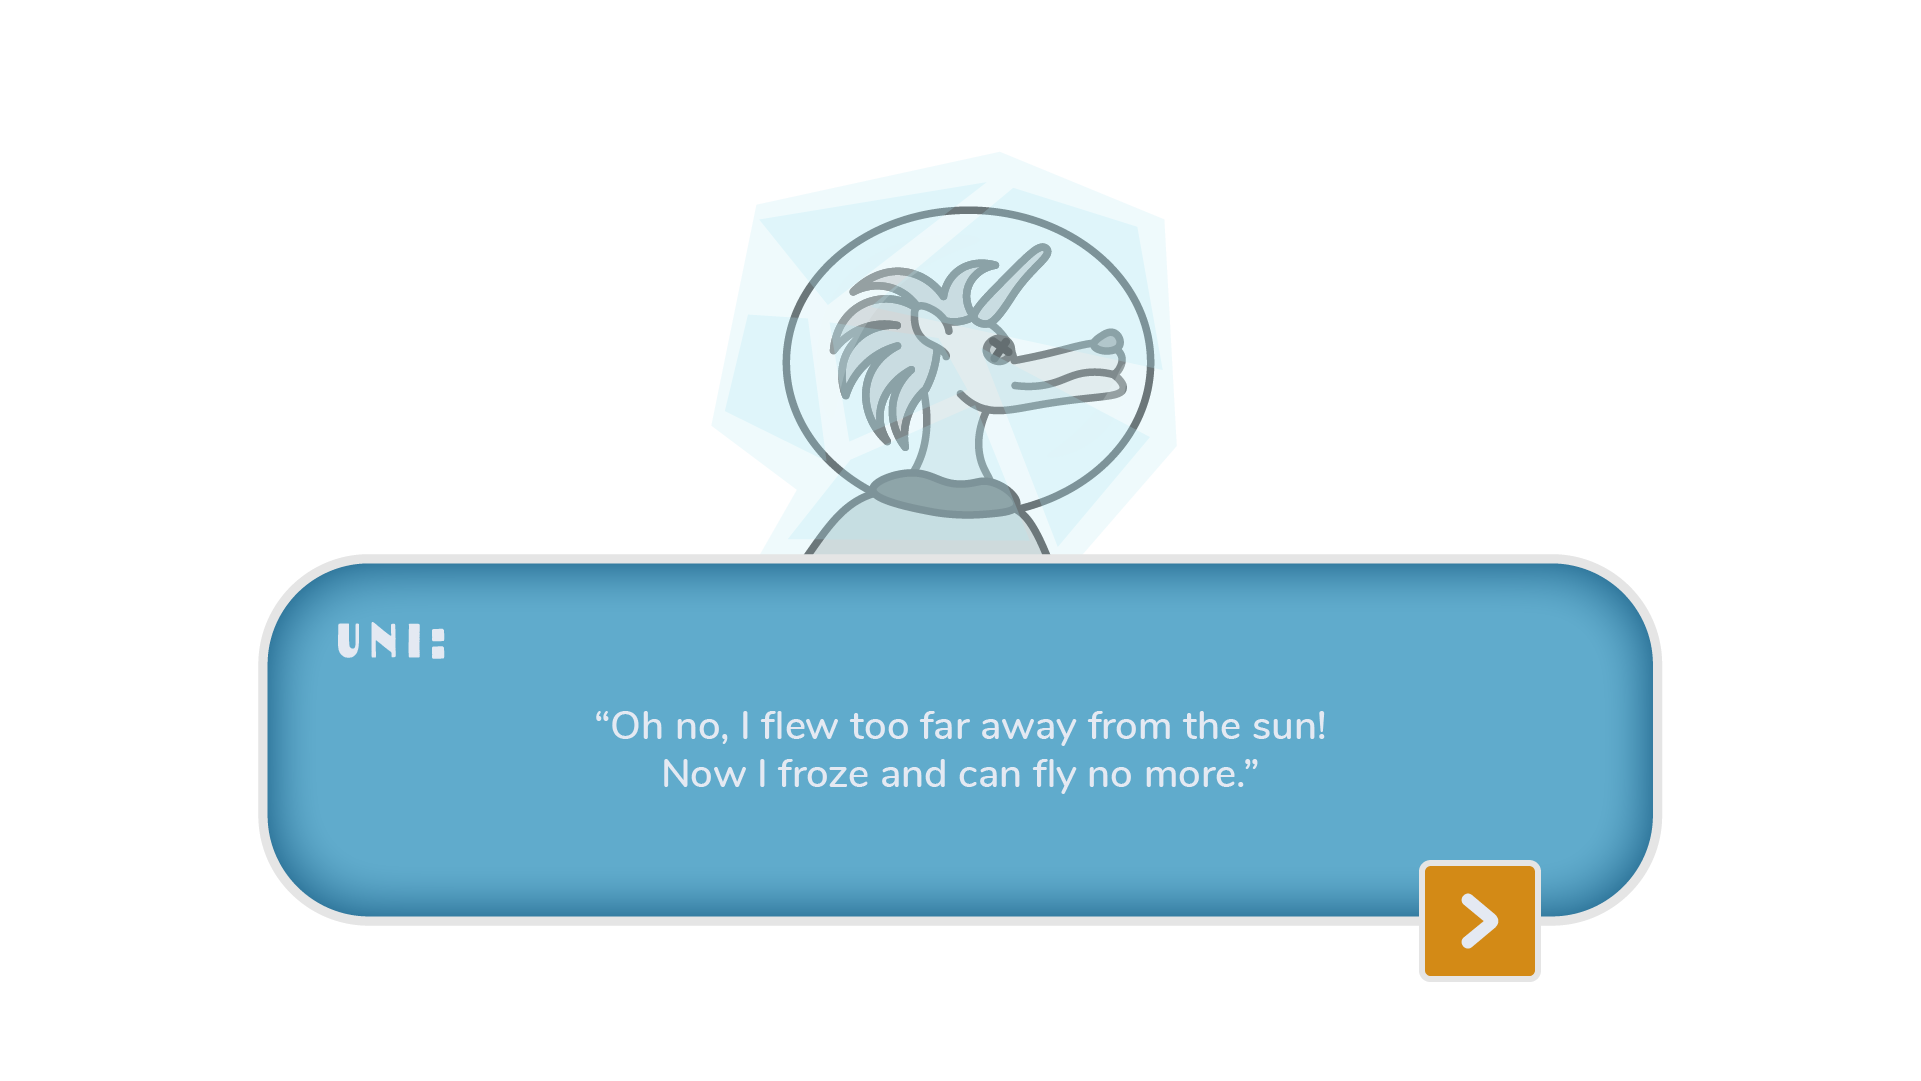 UNI:
“Oh no, I flew too far away from the sun!
Now I froze and can fly no more.”